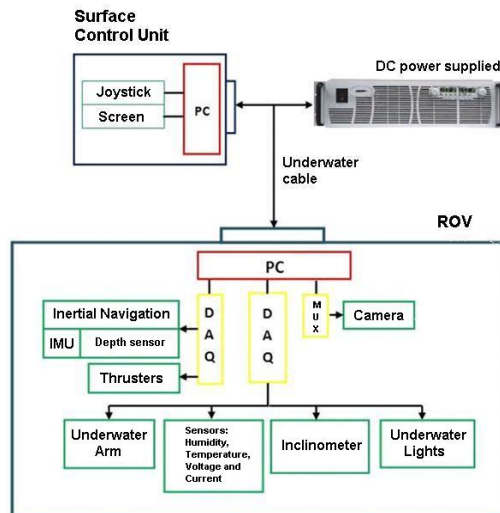 Surface
Control Unit
DC power supplied
Joystick
Screen
PC
Underwater
cable
ROV
PC
D
A
Q
D
A
Q
M
U
X
Inertial Navigation
IMU
Depth sensor
Camera
Thrusters
Underwater
Arm
Sensors:
Humidity,
Temperature,
Voltage and
Current
Inclinometer
Underwater
Lights